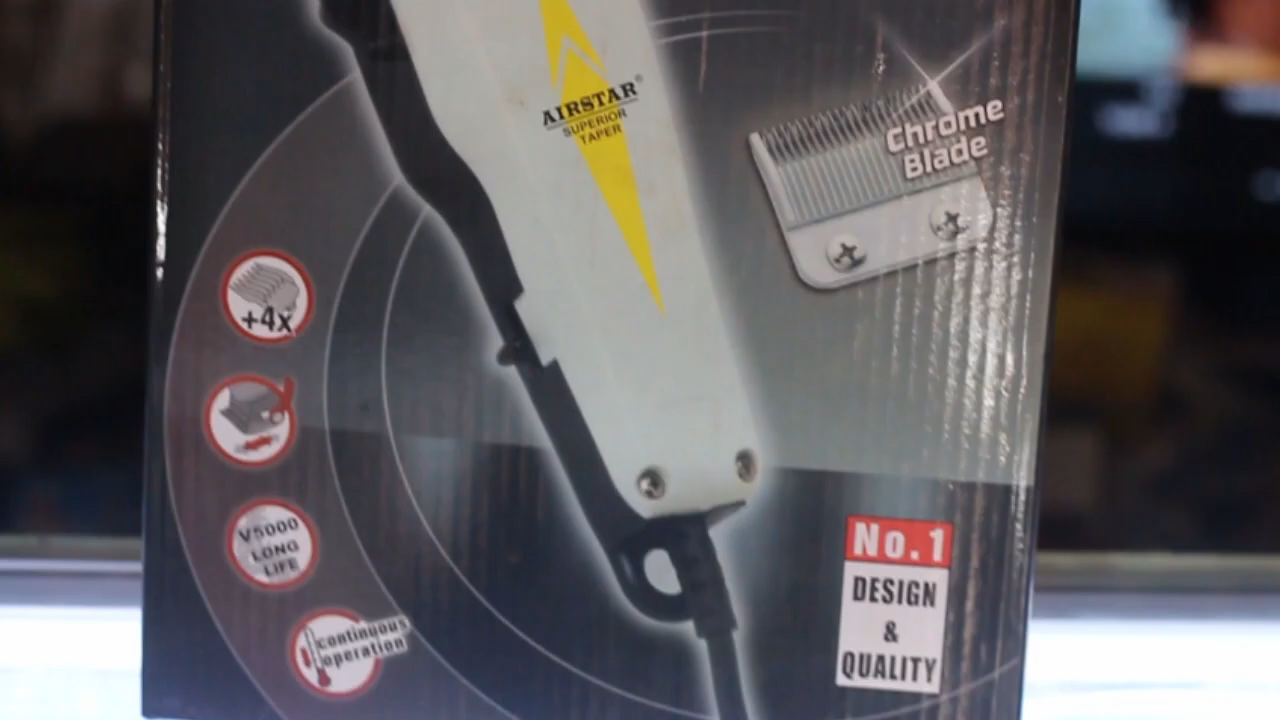 AIRSTAR®
SUPERIOR
TAPER
Chrome
Blade
+4x
V5000
LONG
LIFE
Continuous
operation
No.1
DESIGN
&
QUALITY